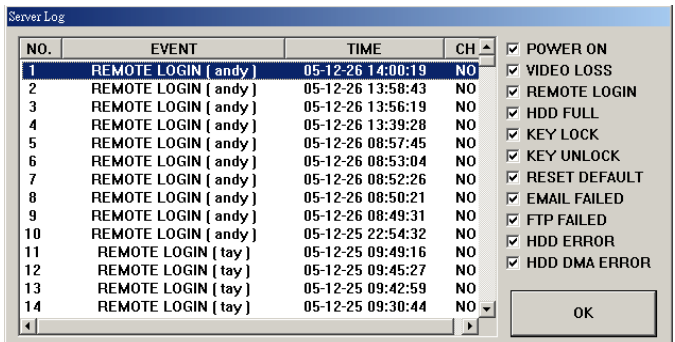 Server Log
NO. EVENT TIME CH
1 REMOTE LOGIN ( andy ) 05-12-26 14:00:19 NO
2 REMOTE LOGIN ( andy ) 05-12-26 13:58:43 NO
3 REMOTE LOGIN ( andy ) 05-12-26 13:56:19 NO
4 REMOTE LOGIN ( andy ) 05-12-26 13:39:28 NO
5 REMOTE LOGIN ( andy ) 05-12-26 08:57:45 NO
6 REMOTE LOGIN ( andy ) 05-12-26 08:53:04 NO
7 REMOTE LOGIN ( andy ) 05-12-26 08:52:26 NO
8 REMOTE LOGIN ( andy ) 05-12-26 08:50:21 NO
9 REMOTE LOGIN ( andy ) 05-12-26 08:49:31 NO
10 REMOTE LOGIN ( andy ) 05-12-25 22:54:32 NO
11 REMOTE LOGIN ( tay ) 05-12-25 09:49:16 NO
12 REMOTE LOGIN ( tay ) 05-12-25 09:45:27 NO
13 REMOTE LOGIN ( tay ) 05-12-25 09:42:59 NO
14 REMOTE LOGIN ( tay ) 05-12-25 09:30:44 NO
POWER ON
VIDEO LOSS
REMOTE LOGIN
HDD FULL
KEY LOCK
KEY UNLOCK
RESET DEFAULT
EMAIL FAILED
FTP FAILED
HDD ERROR
HDD DMA ERROR
OK